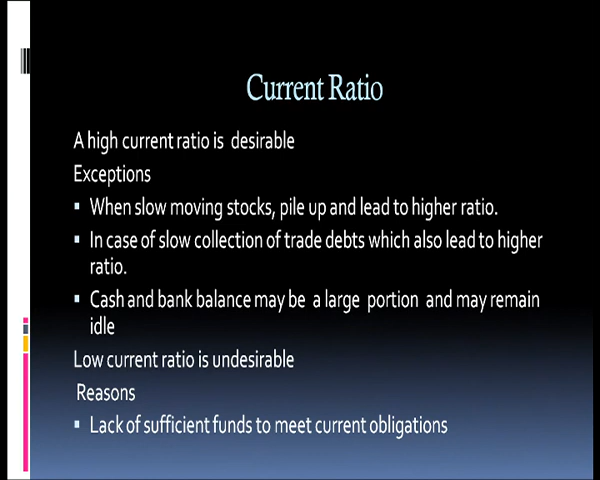 Current Ratio
A high current ratio is desirable
Exceptions
▪ When slow moving stocks, pile up and lead to higher ratio.
▪ In case of slow collection of trade debts which also lead to higher
ratio.
▪ Cash and bank balance may be a large portion and may remain
idle
Low current ratio is undesirable
Reasons
▪ Lack of sufficient funds to meet current obligations